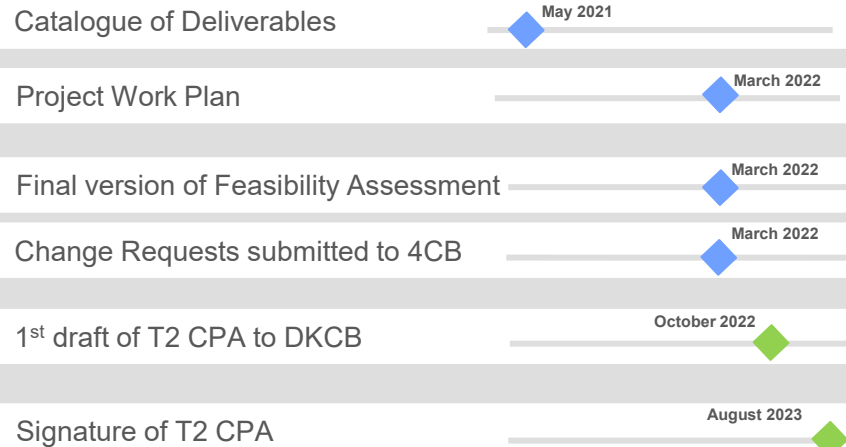 Catalogue of Deliverables
May 2021
Project Work Plan
March 2022
Final version of Feasibility Assessment
March 2022
Change Requests submitted to 4CB
March 2022
1st draft of T2 CPA to DKCB
October 2022
Signature of T2 CPA
August 2023